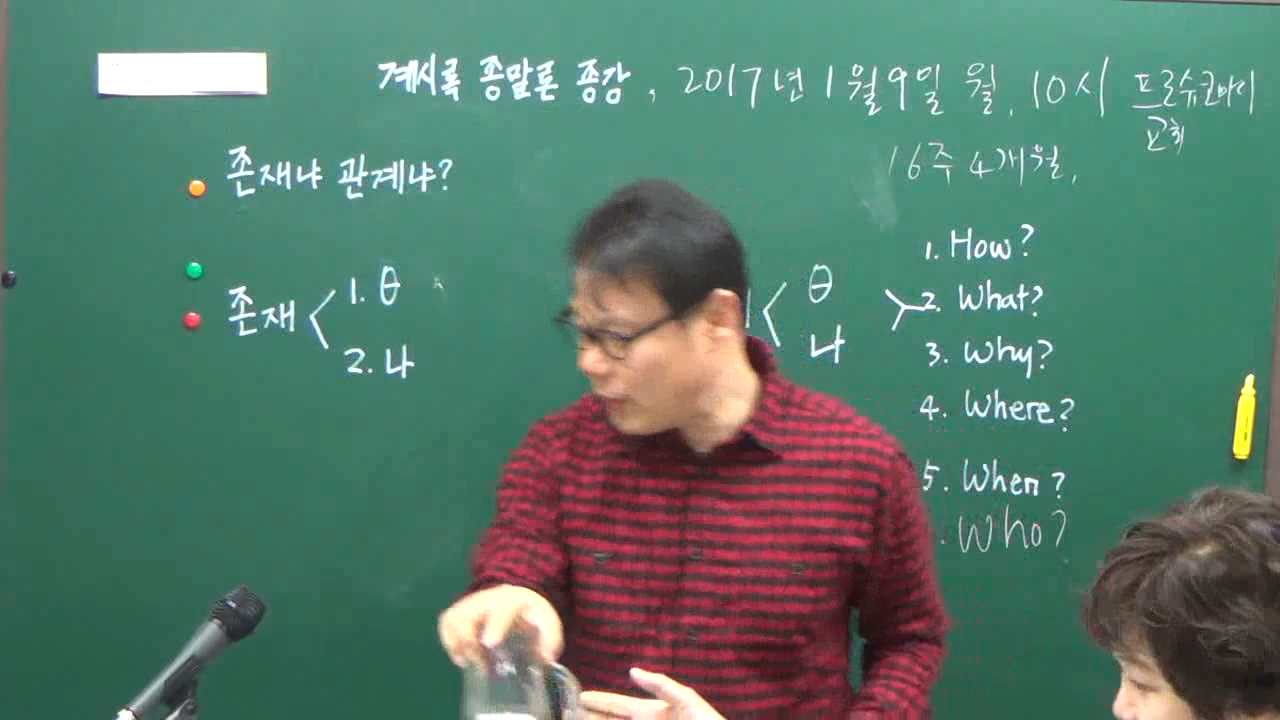 계시록 종말론 종강, 2017년 1월 9일 월, 10시 프로슈코마이
교회
16주 4개월,
존재냐 관계냐?
존재 < 1. θ
2. 나
< θ
나
1. How?
2. What?
3. Why?
4. Where?
5. When?
. Who?